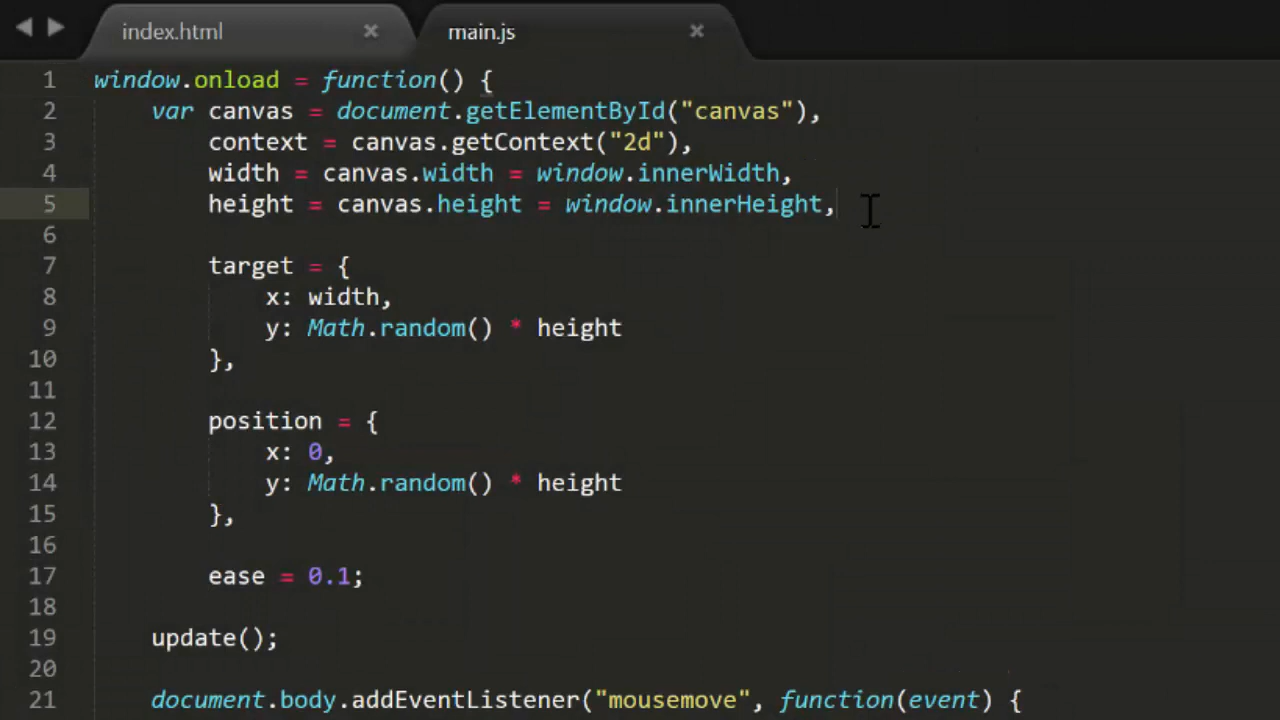 index.html × main.js ×
1 window.onload = function() {
2 var canvas = document.getElementById("canvas"),
3 context = canvas.getContext("2d"),
4 width = canvas.width = window.innerWidth,
5 height = canvas.height = window.innerHeight,
6
7 target = {
8 x: width,
9 y: Math.random() * height
10 },
11
12 position = {
13 x: 0,
14 y: Math.random() * height
15 },
16
17 ease = 0.1;
18
19 update();
20
21 document.body.addEventListener("mousemove", function(event) {